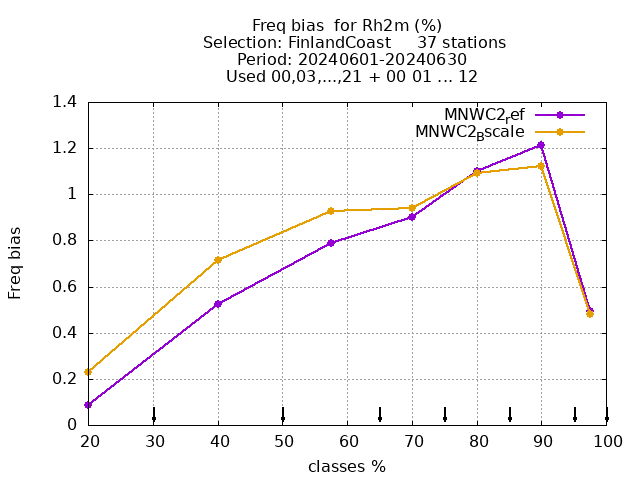 Freq bias  for Rh2m (%)
Selection: FinlandCoast     37 stations
Period: 20240601-20240630
Used 00,03,...,21 + 00 01 ... 12
MNWC2ref
MNWC2Bscale
1.4
1.2
1
0.8
0.6
0.4
0.2
0
Freq bias
20 30 40 50 60 70 80 90 100
classes %